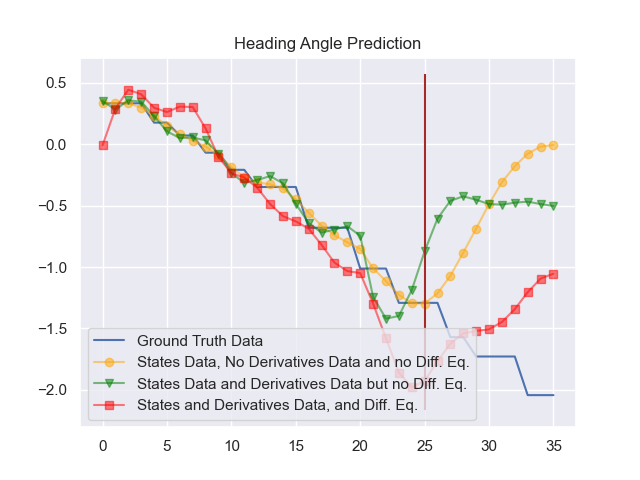 Heading Angle Prediction
0.5
0.0
−0.5
−1.0
−1.5
−2.0
Ground Truth Data
States Data, No Derivatives Data and no Diff. Eq.
States Data and Derivatives Data but no Diff. Eq.
States and Derivatives Data, and Diff. Eq.
0 5 10 15 20 25 30 35